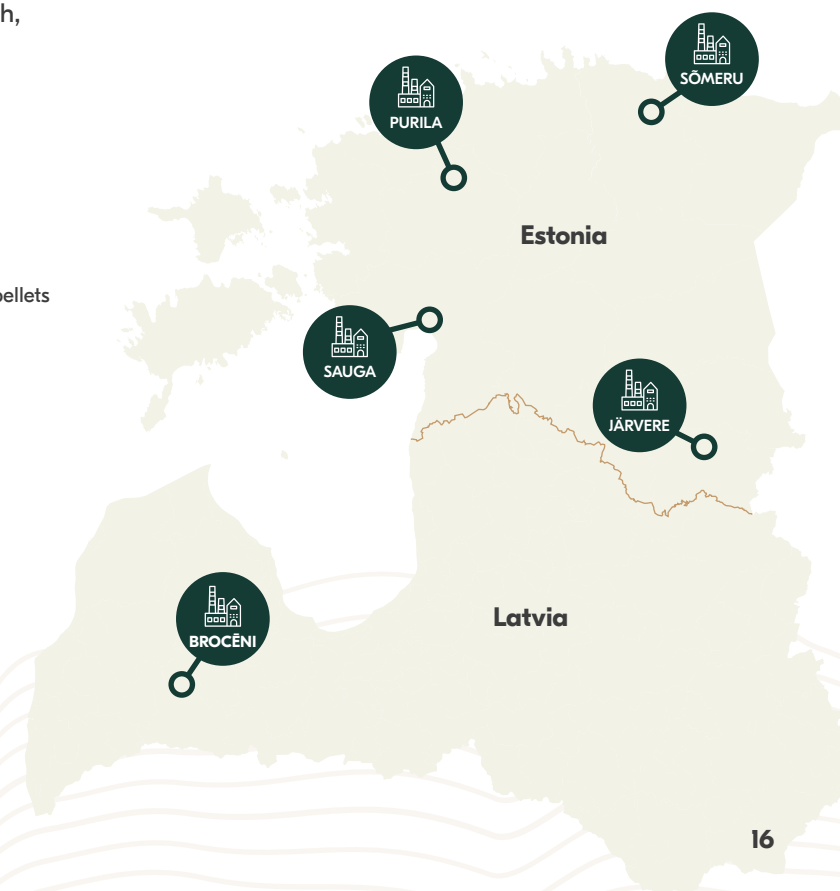 h,
SÕMERU
PURILA
Estonia
pellets
SAUGA
JÄRVERE
Latvia
BROCĒNI
16